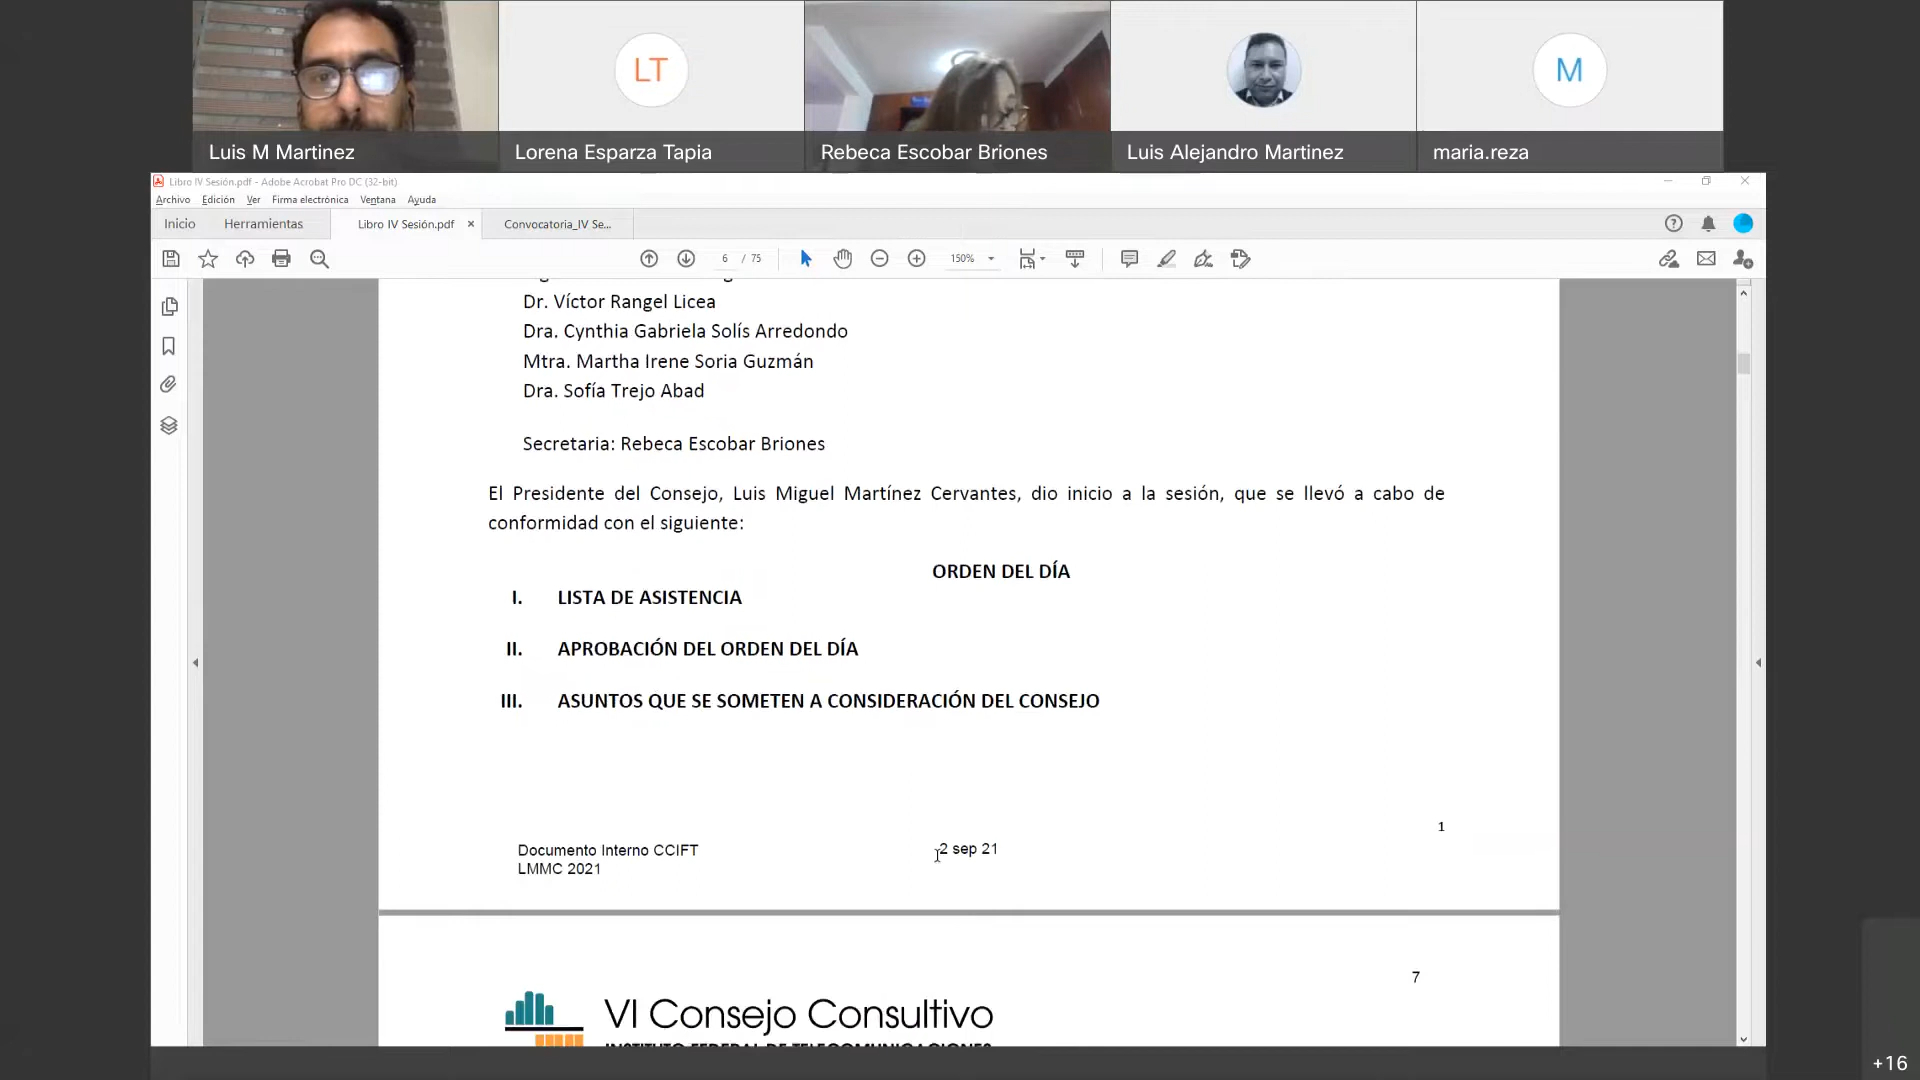 LT
M
Luis M Martinez
Lorena Esparza Tapia
Rebeca Escobar Briones
Luis Alejandro Martinez
maria.reza
Libro IV Sesión.pdf - Adobe Acrobat Pro DC (32-bit)
Archivo Edición Ver Firma electrónica Ventana Ayuda
Inicio Herramientas Libro IV Sesión.pdf Convocatoria_IV Se...
6 / 75 150%
Dr. Víctor Rangel Licea
Dra. Cynthia Gabriela Solís Arredondo
Mtra. Martha Irene Soria Guzmán
Dra. Sofía Trejo Abad
Secretaria: Rebeca Escobar Briones
El Presidente del Consejo, Luis Miguel Martínez Cervantes, dio inicio a la sesión, que se llevó a cabo de
conformidad con el siguiente:
ORDEN DEL DÍA
I. LISTA DE ASISTENCIA
II. APROBACIÓN DEL ORDEN DEL DÍA
III. ASUNTOS QUE SE SOMETEN A CONSIDERACIÓN DEL CONSEJO
1
Documento Interno CCIFT 2 sep 21
LMMC 2021
7
VI Consejo Consultivo
INSTITUTO FEDERAL DE TELECOMUNICACIONES
+16